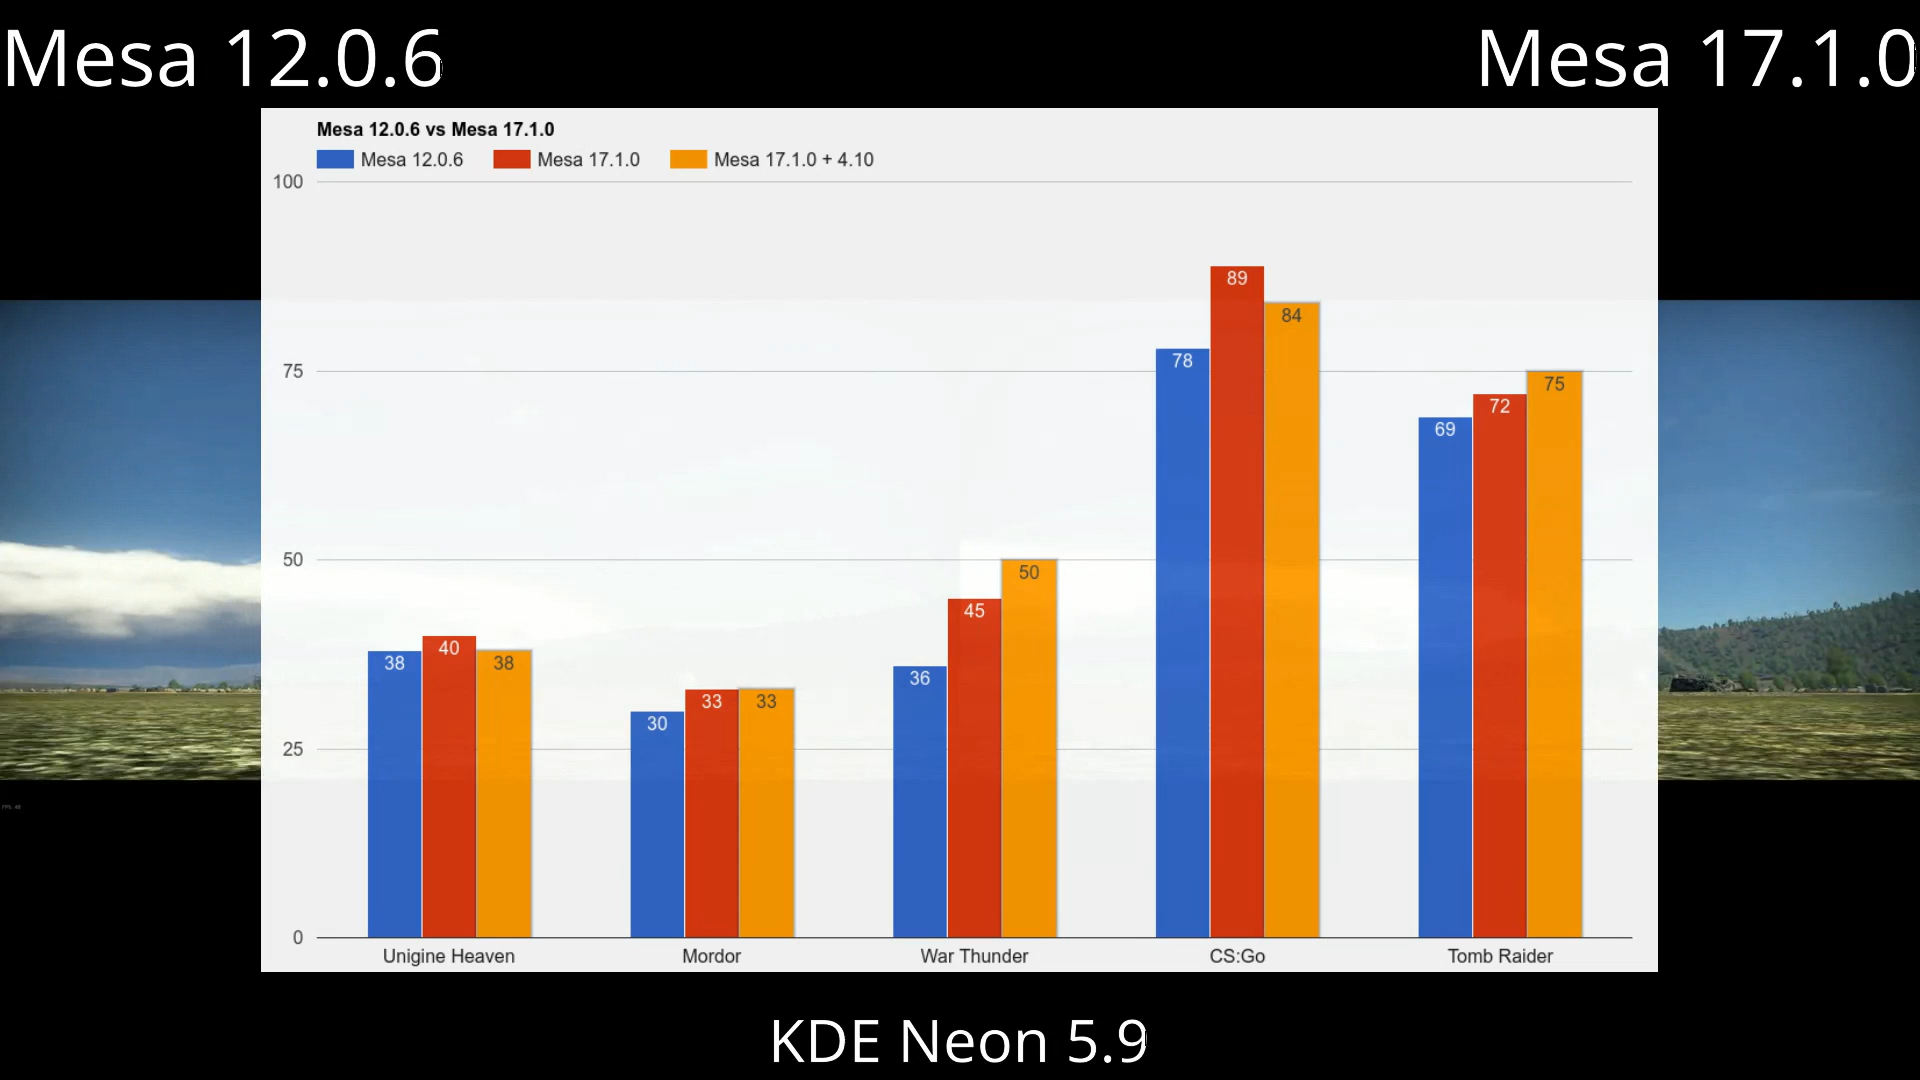 Mesa 12.0.6
Mesa 17.1.0
Mesa 12.0.6 vs Mesa 17.1.0
Mesa 12.0.6 Mesa 17.1.0 Mesa 17.1.0 + 4.10
100
75
50
25
0
38 40 38
30 33 33
36 45 50
78 89 84
69 72 75
Unigine Heaven Mordor War Thunder CS:Go Tomb Raider
KDE Neon 5.9